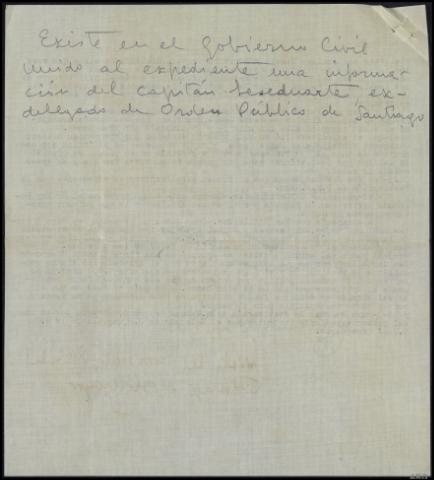 Existe en el Gobierno Civil
unido al expediente una informa-
ción del capitán Seseduarte, ex-
delegado de Orden Público de Santiago